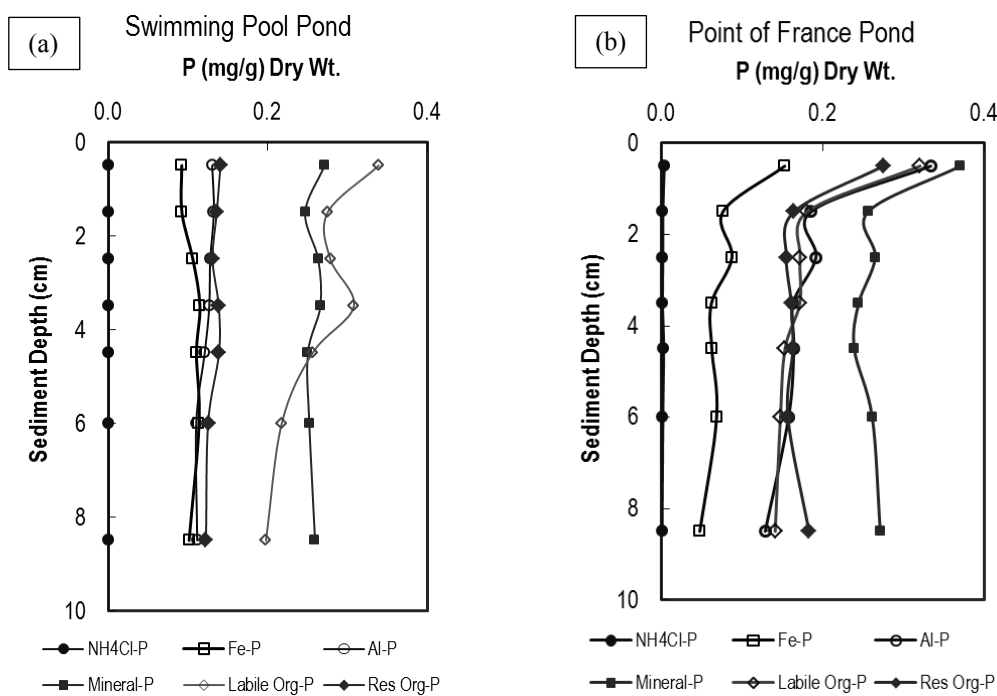 (a)
Swimming Pool Pond
P (mg/g) Dry Wt.
0.0 0.2 0.4
0
2
4
6
8
10
Sediment Depth (cm)
NH4Cl-P Fe-P Al-P
Mineral-P Labile Org-P Res Org-P
(b)
Point of France Pond
P (mg/g) Dry Wt.
0.0 0.2 0.4
0
2
4
6
8
10
Sediment Depth (cm)
NH4Cl-P Fe-P Al-P
Mineral-P Labile Org-P Res Org-P